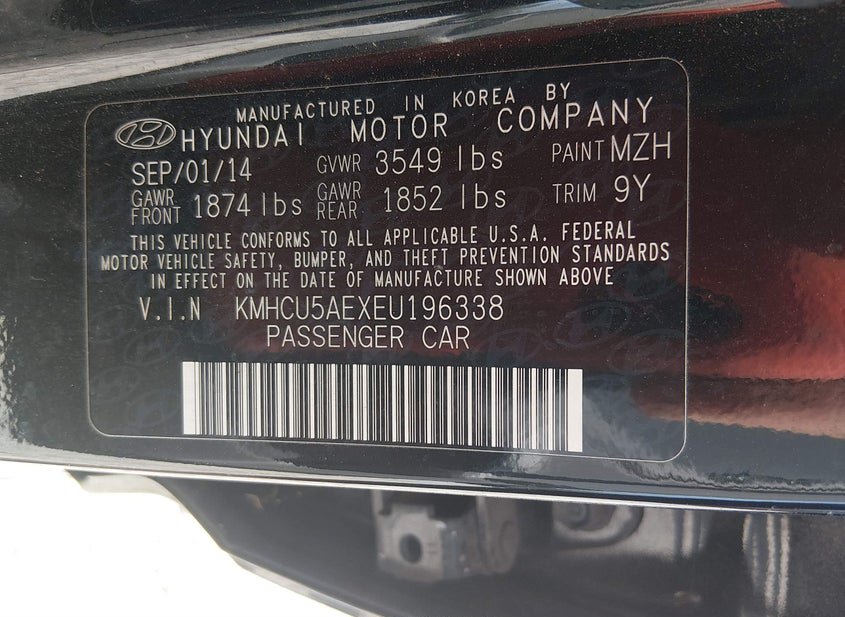 MANUFACTURED IN KOREA BY
HYUNDAI MOTOR COMPANY
SEP/01/14 GVWR 3549 lbs PAINT MZH
GAWR FRONT 1874 lbs GAWR REAR 1852 lbs TRIM 9Y
THIS VEHICLE CONFORMS TO ALL APPLICABLE U.S.A. FEDERAL
MOTOR VEHICLE SAFETY, BUMPER, AND THEFT PREVENTION STANDARDS
IN EFFECT ON THE DATE OF MANUFACTURE SHOWN ABOVE
V.I.N KMHCU5AEXEU196338
PASSENGER CAR